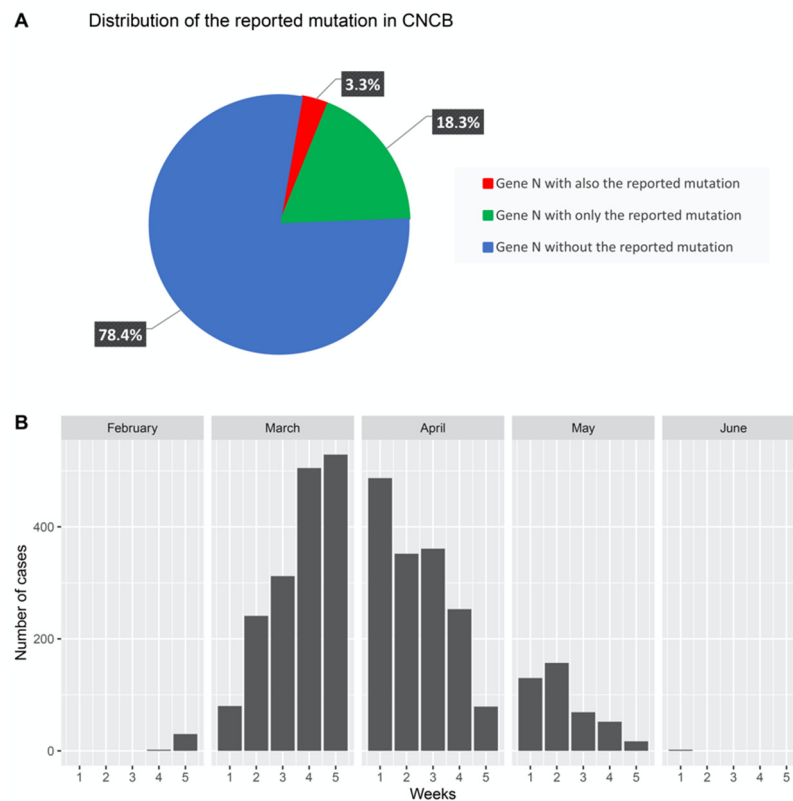 A
Distribution of the reported mutation in CNCB
3.3%
18.3%
Gene N with also the reported mutation
Gene N with only the reported mutation
Gene N without the reported mutation
78.4%
B
February March April May June
Number of cases
400
200
0
1 2 3 4 5 1 2 3 4 5 1 2 3 4 5 1 2 3 4 5 1 2 3 4 5
Weeks